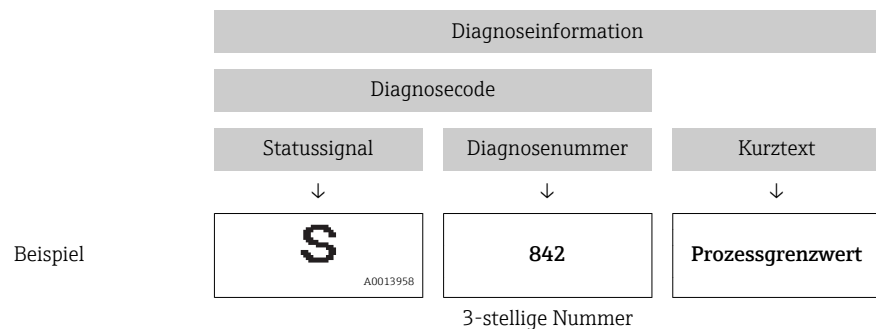 Diagnoseinformation
Diagnosecode
Statussignal Diagnosenummer Kurztext
↓ ↓ ↓
Beispiel S 842 Prozessgrenzwert
A0013958
3-stellige Nummer